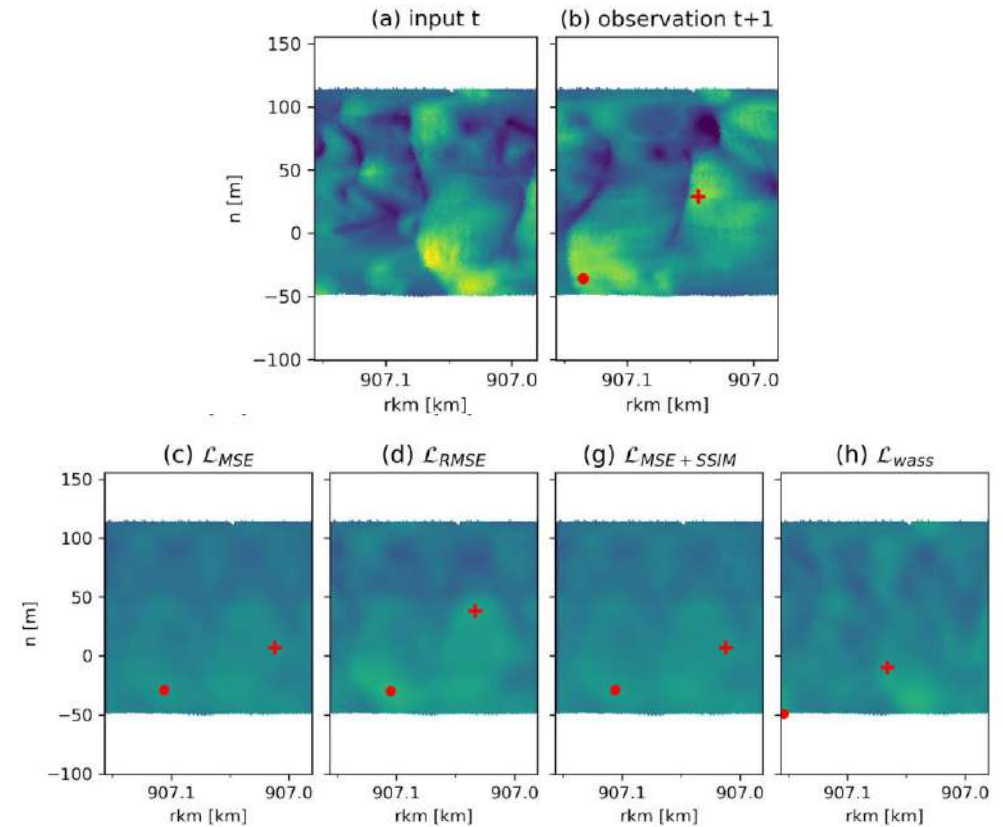 (a) input t
(b) observation t+1
150
100
50
0
−50
−100
n [m]
907.1
907.0
907.1
907.0
rkm [km]
rkm [km]
(c) ℒMSE
(d) ℒRMSE
(g) ℒMSE + SSIM
(h) ℒwass
150
100
50
0
−50
−100
n [m]
907.1
907.0
907.1
907.0
907.1
907.0
907.1
907.0
rkm [km]
rkm [km]
rkm [km]
rkm [km]